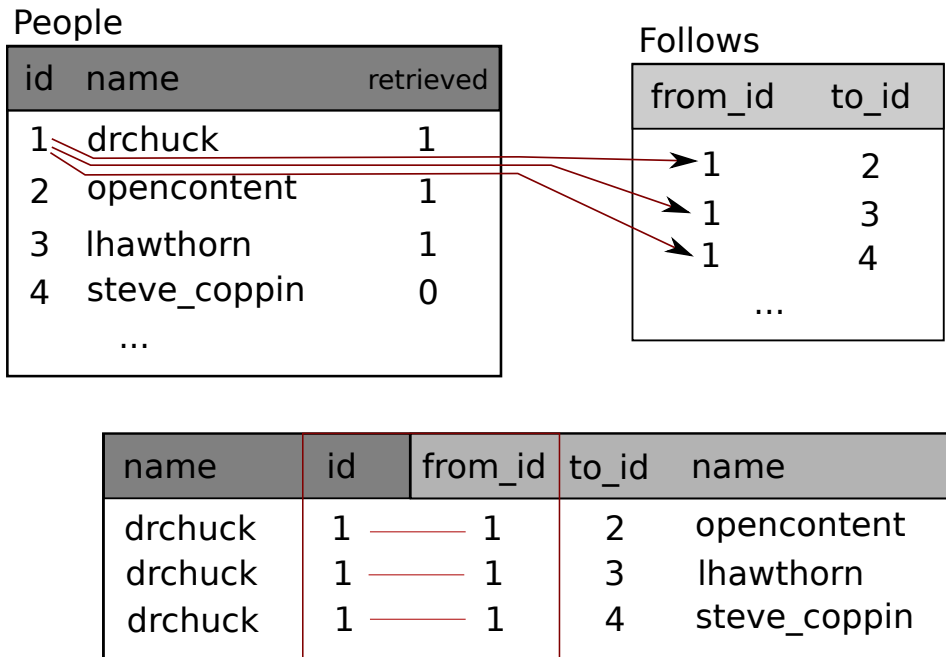 People
id name retrieved
1 drchuck 1
2 opencontent 1
3 lhawthorn 1
4 steve_coppin 0
...
Follows
from_id to_id
1 2
1 3
1 4
...
name id from_id to_id name
drchuck 1 1 2 opencontent
drchuck 1 1 3 lhawthorn
drchuck 1 1 4 steve_coppin